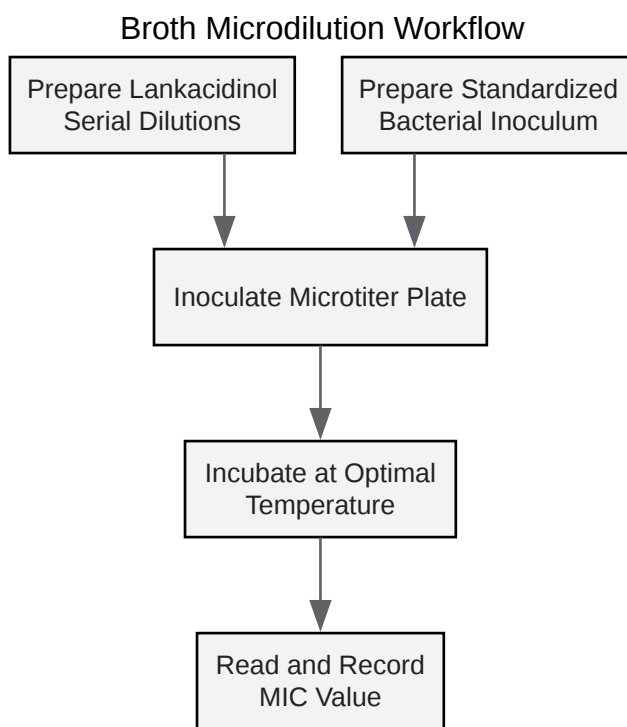 Broth Microdilution Workflow
Prepare Lankacidinol
Serial Dilutions
Prepare Standardized
Bacterial Inoculum
Inoculate Microtiter Plate
Incubate at Optimal
Temperature
Read and Record
MIC Value